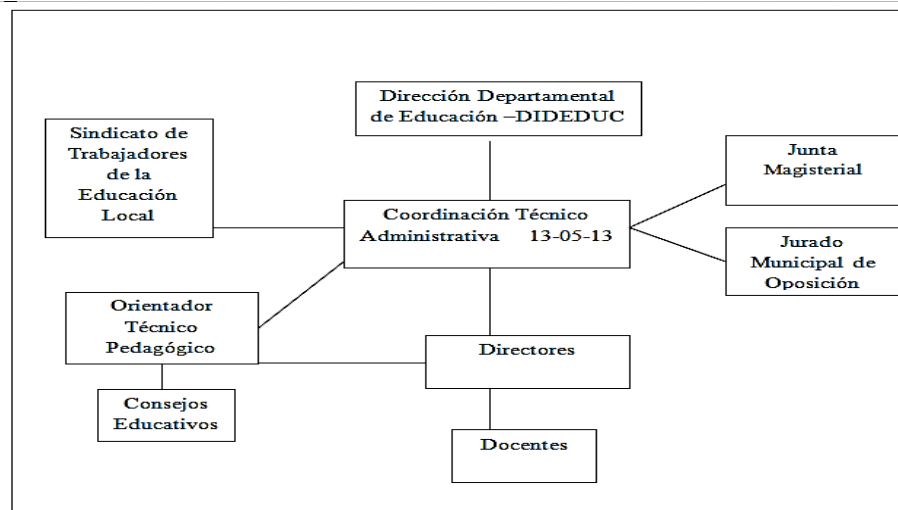 Dirección Departamental
de Educación –DIDEDUC
Sindicato de
Trabajadores
de la
Educación
Local
Junta
Magisterial
Coordinación Técnico
Administrativa 13-05-13
Jurado
Municipal de
Oposición
Orientador
Técnico
Pedagógico
Directores
Consejos
Educativos
Docentes